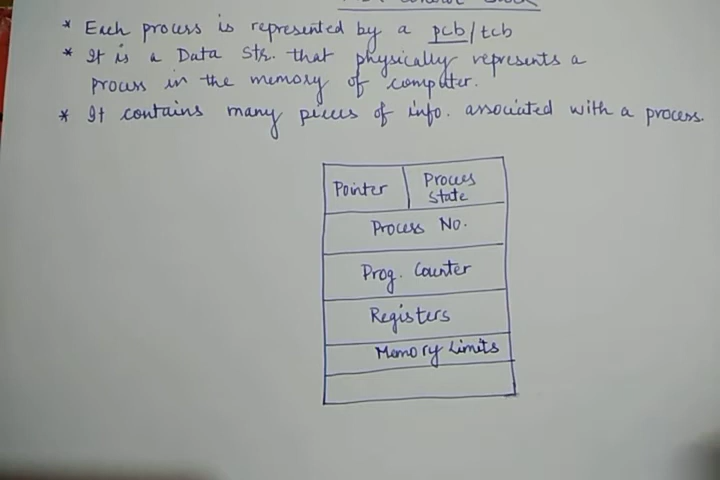 * Each process is represented by a pcb/tcb
* It is a Data Str. that physically represents a
process in the memory of computer.
* It contains many pieces of info. associated with a process.
Pointer
Process
State
Process No.
Prog. Counter
Registers
Memory Limits